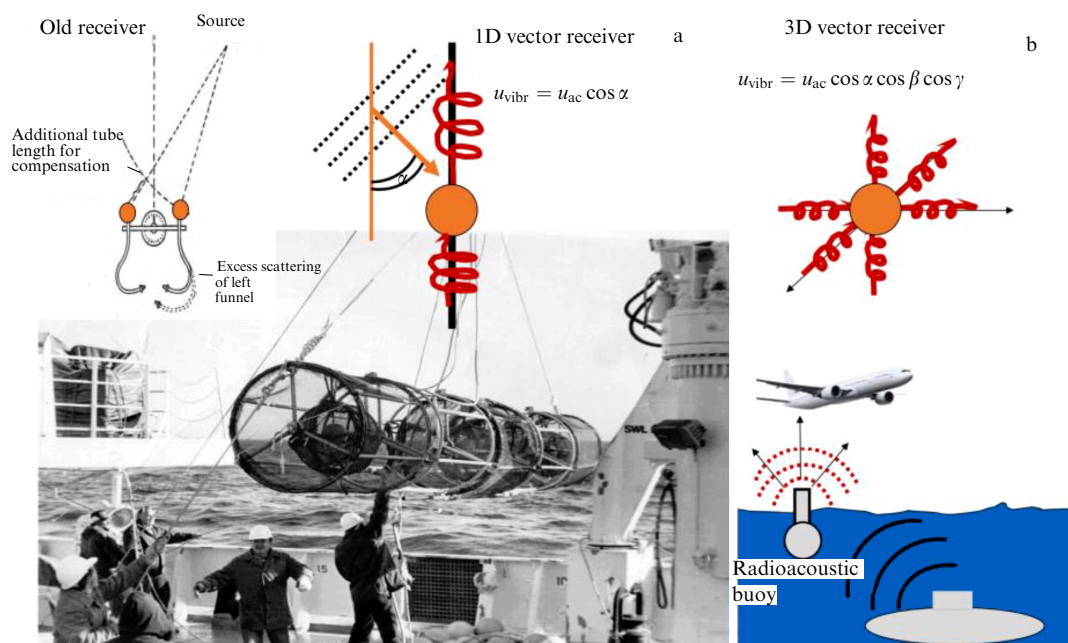 Old receiver
Source
Additional tube
length for
compensation
Excess scattering
of left
funnel
1D vector receiver
a
u_vibr = u_ac cos α
α
SWL
15
3D vector receiver
b
u_vibr = u_ac cos α cos β cos γ
Radioacoustic
buoy